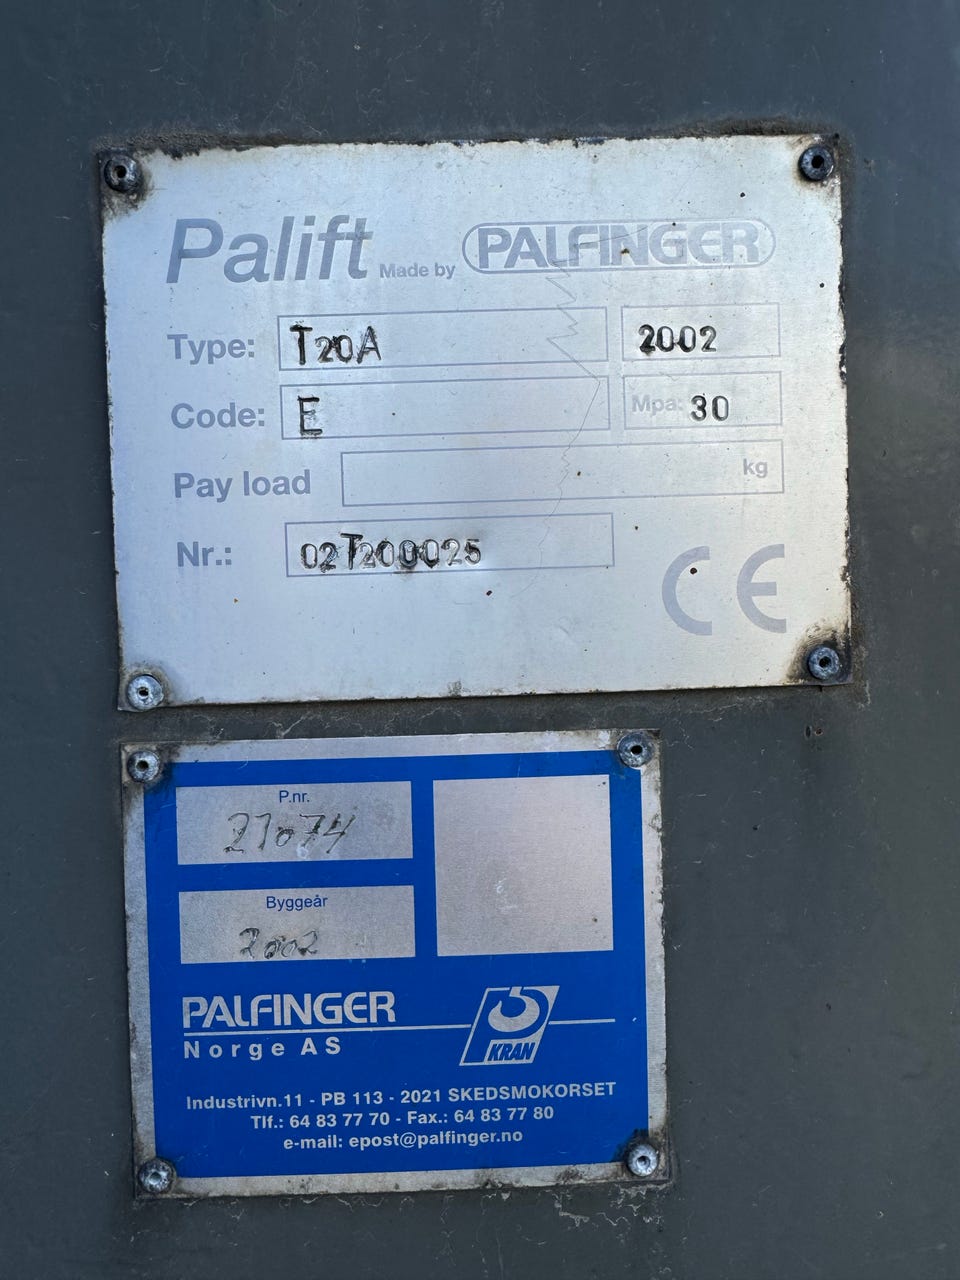 Palift Made by PALFINGER
Type: T20A 2002
Code: E Mpa: 30
Pay load kg
Nr.: 02T200025
CE
P.nr.
21074
Byggeår
2002
PALFINGER
Norge AS
KRAN
Industrivn.11 - PB 113 - 2021 SKEDSMOKORSET
Tlf.: 64 83 77 70 - Fax.: 64 83 77 80
e-mail: epost@palfinger.no